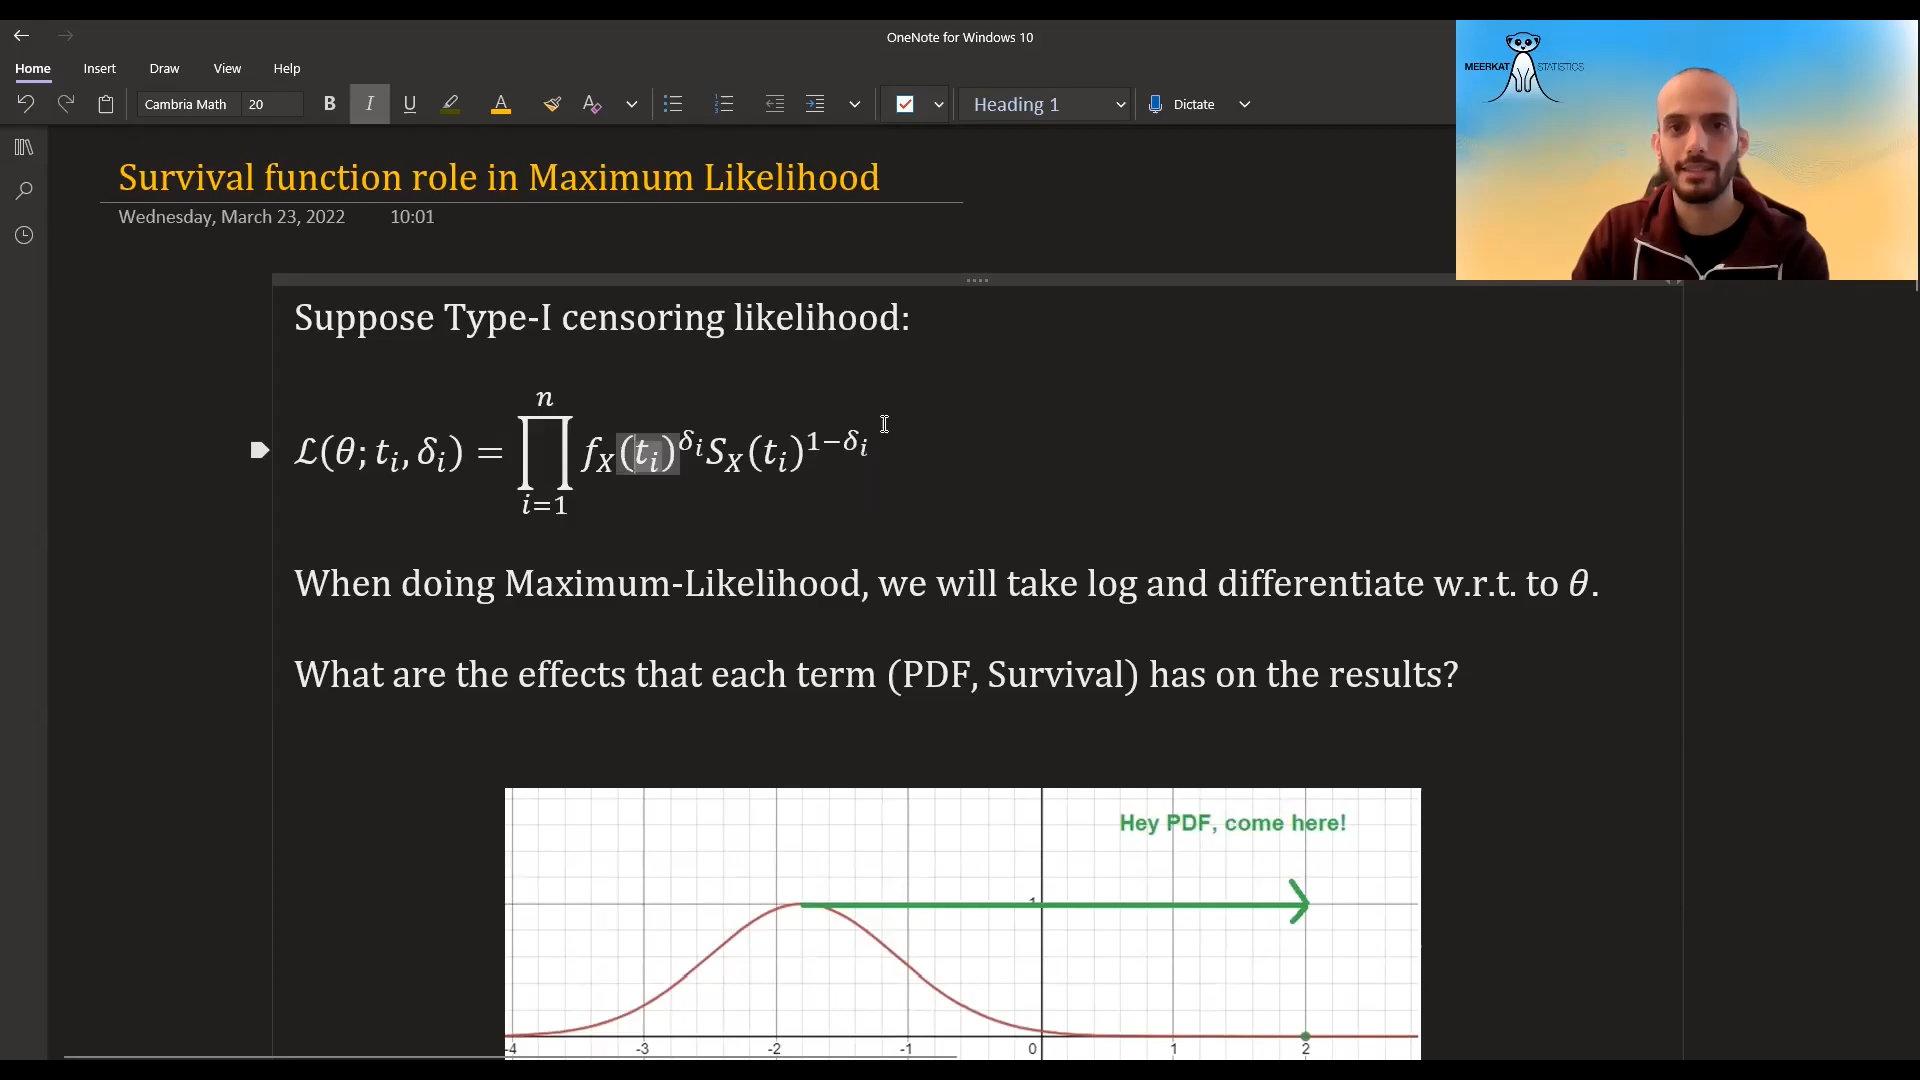 OneNote for Windows 10
MEERKAT STATISTICS
Home Insert Draw View Help
Cambria Math 20 B I U A A Heading 1 Dictate
Survival function role in Maximum Likelihood
Wednesday, March 23, 2022 10:01
Suppose Type-I censoring likelihood:
ℒ(θ; tᵢ, δᵢ) = ∏ᵢ₌₁ⁿ f_X(tᵢ)^δᵢ S_X(tᵢ)^1−δᵢ
When doing Maximum-Likelihood, we will take log and differentiate w.r.t. to θ.
What are the effects that each term (PDF, Survival) has on the results?
Hey PDF, come here!
1
-4 -3 -2 -1 0 1 2